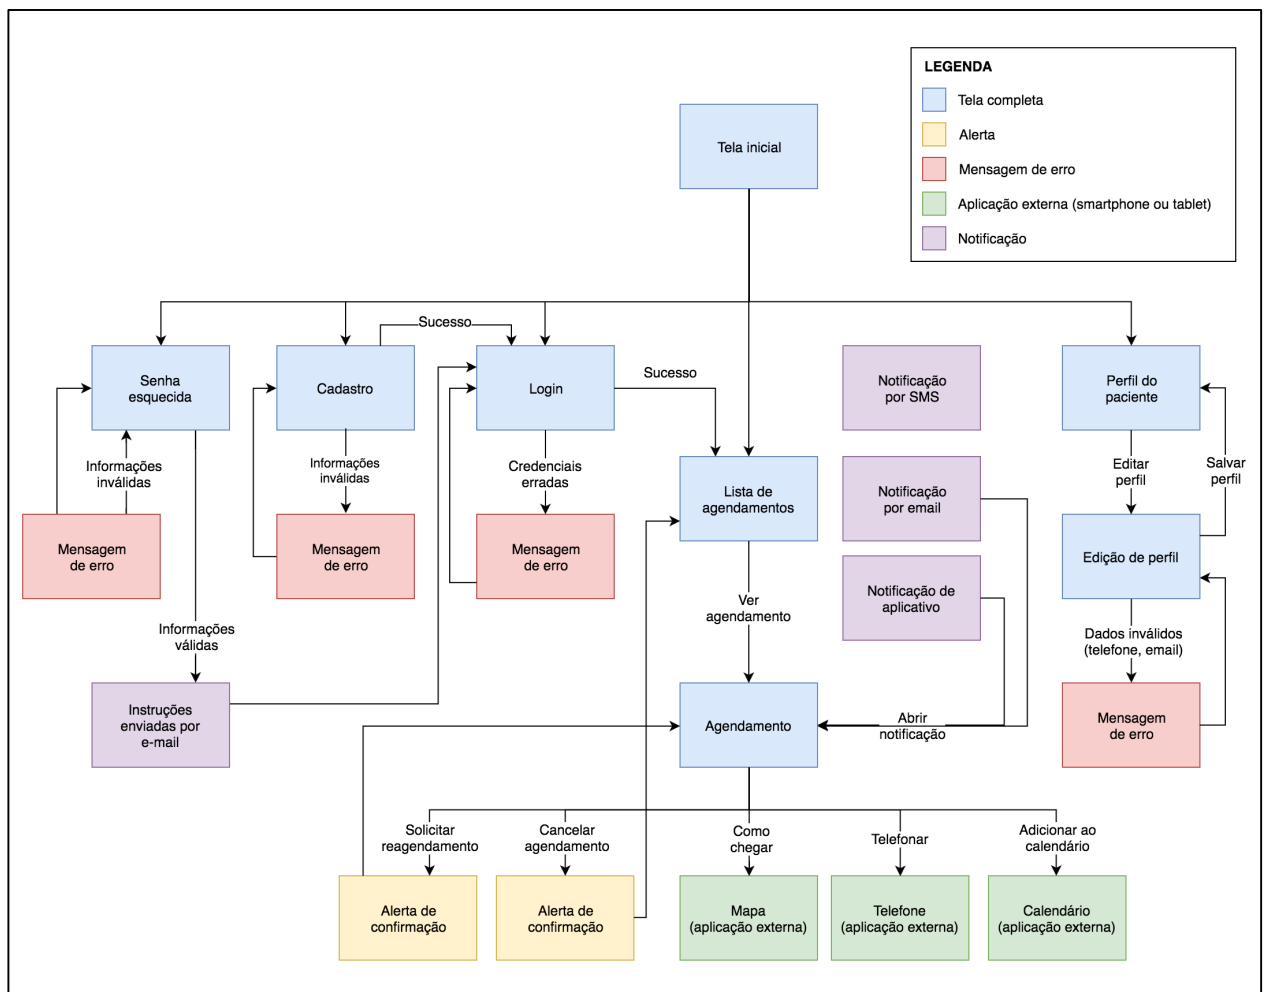 LEGENDA
Tela completa
Alerta
Mensagem de erro
Aplicação externa (smartphone ou tablet)
Notificação
Tela inicial
Sucesso
Senha
esquecida
Cadastro
Login
Sucesso
Notificação
por SMS
Perfil do
paciente
Informações
inválidas
Informações
inválidas
Credenciais
erradas
Lista de
agendamentos
Notificação
por email
Editar
perfil
Salvar
perfil
Mensagem
de erro
Mensagem
de erro
Mensagem
de erro
Edição de perfil
Ver
agendamento
Notificação de
aplicativo
Informações
válidas
Dados inválidos
(telefone, email)
Instruções
enviadas por
e-mail
Agendamento
Abrir
notificação
Mensagem
de erro
Solicitar
reagendamento
Cancelar
agendamento
Como
chegar
Telefonar
Adicionar ao
calendário
Alerta de
confirmação
Alerta de
confirmação
Mapa
(aplicação externa)
Telefone
(aplicação externa)
Calendário
(aplicação externa)